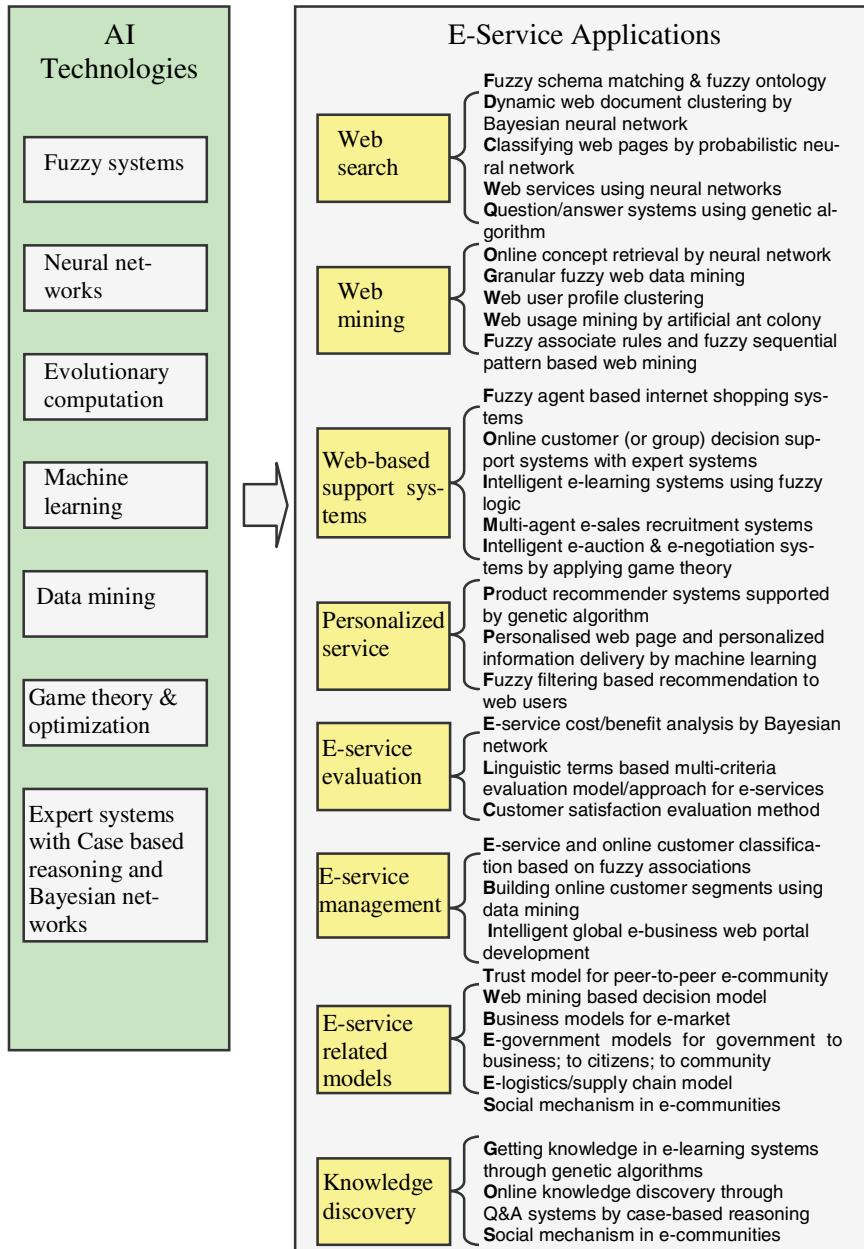 AI
Technologies
Fuzzy systems
Neural net-
works
Evolutionary
computation
Machine
learning
Data mining
Game theory &
optimization
Expert systems
with Case based
reasoning and
Bayesian net-
works
E-Service Applications
Web
search
Fuzzy schema matching & fuzzy ontology
Dynamic web document clustering by
Bayesian neural network
Classifying web pages by probabilistic neu-
ral network
Web services using neural networks
Question/answer systems using genetic al-
gorithm
Web
mining
Online concept retrieval by neural network
Granular fuzzy web data mining
Web user profile clustering
Web usage mining by artificial ant colony
Fuzzy associate rules and fuzzy sequential
pattern based web mining
Web-based
support sys-
tems
Fuzzy agent based internet shopping sys-
tems
Online customer (or group) decision sup-
port systems with expert systems
Intelligent e-learning systems using fuzzy
logic
Multi-agent e-sales recruitment systems
Intelligent e-auction & e-negotiation sys-
tems by applying game theory
Personalized
service
Product recommender systems supported
by genetic algorithm
Personalised web page and personalized
information delivery by machine learning
Fuzzy filtering based recommendation to
web users
E-service
evaluation
E-service cost/benefit analysis by Bayesian
network
Linguistic terms based multi-criteria
evaluation model/approach for e-services
Customer satisfaction evaluation method
E-service
management
E-service and online customer classifica-
tion based on fuzzy associations
Building online customer segments using
data mining
Intelligent global e-business web portal
development
E-service
related
models
Trust model for peer-to-peer e-community
Web mining based decision model
Business models for e-market
E-government models for government to
business; to citizens; to community
E-logistics/supply chain model
Social mechanism in e-communities
Knowledge
discovery
Getting knowledge in e-learning systems
through genetic algorithms
Online knowledge discovery through
Q&A systems by case-based reasoning
Social mechanism in e-communities